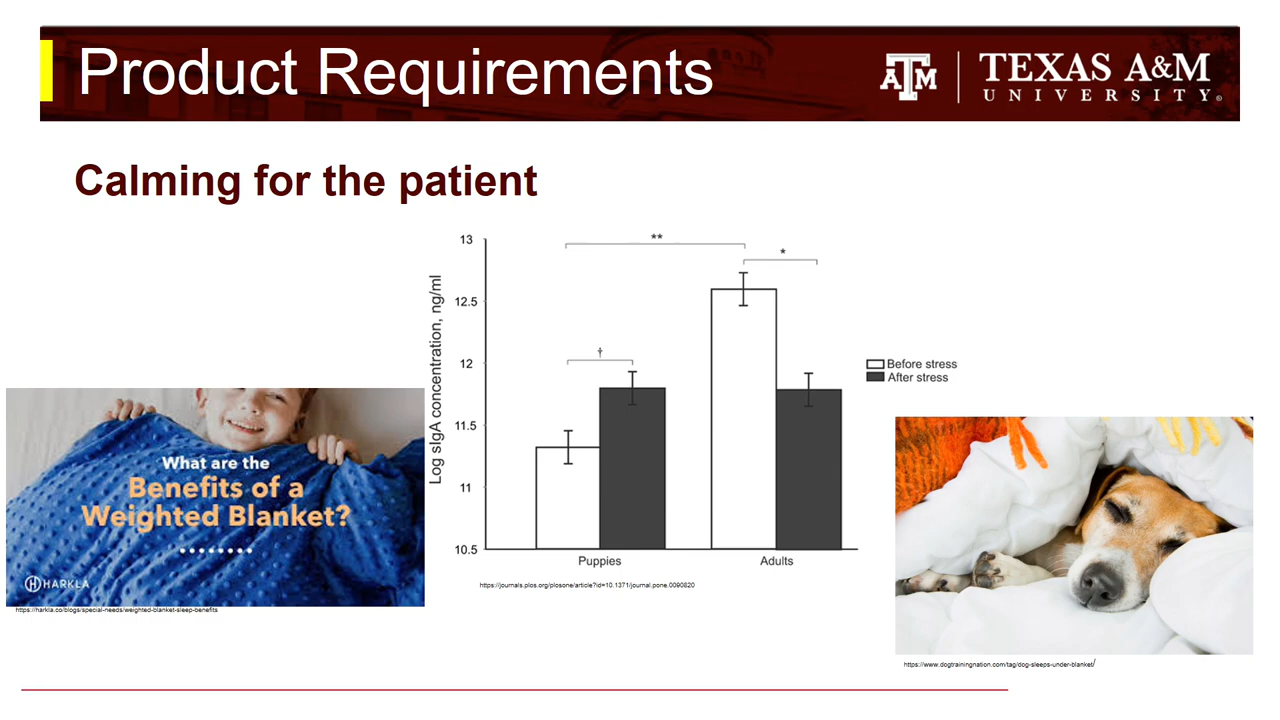 Product Requirements
ĀTM
TEXAS A&M
UNIVERSITY®
Calming for the patient
Log sIgA concentration, ng/ml
13
12.5
12
11.5
11
10.5
**
*
†
Puppies
Adults
Before stress
After stress
https://journals.plos.org/plosone/article?id=10.1371/journal.pone.0090820
What are the
Benefits of a
Weighted Blanket?
HARKLA
https://harkla.co/blogs/special-needs/weighted-blanket-sleep-benefits
https://www.dogtrainingnation.com/tag/dog-sleeps-under-blanket/